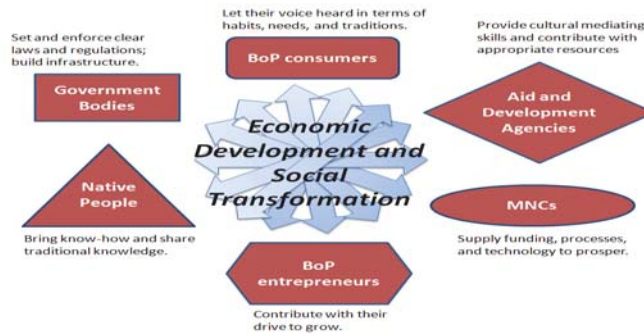 Let their voice heard in terms of
habits, needs, and traditions.
BoP consumers
Set and enforce clear
laws and regulations;
build infrastructure.
Government
Bodies
Provide cultural mediating
skills and contribute with
appropriate resources
Aid and
Development
Agencies
Economic
Development and
Social
Transformation
Native
People
Bring know-how and share
traditional knowledge.
MNCs
Supply funding, processes,
and technology to prosper.
BoP
entrepreneurs
Contribute with their
drive to grow.